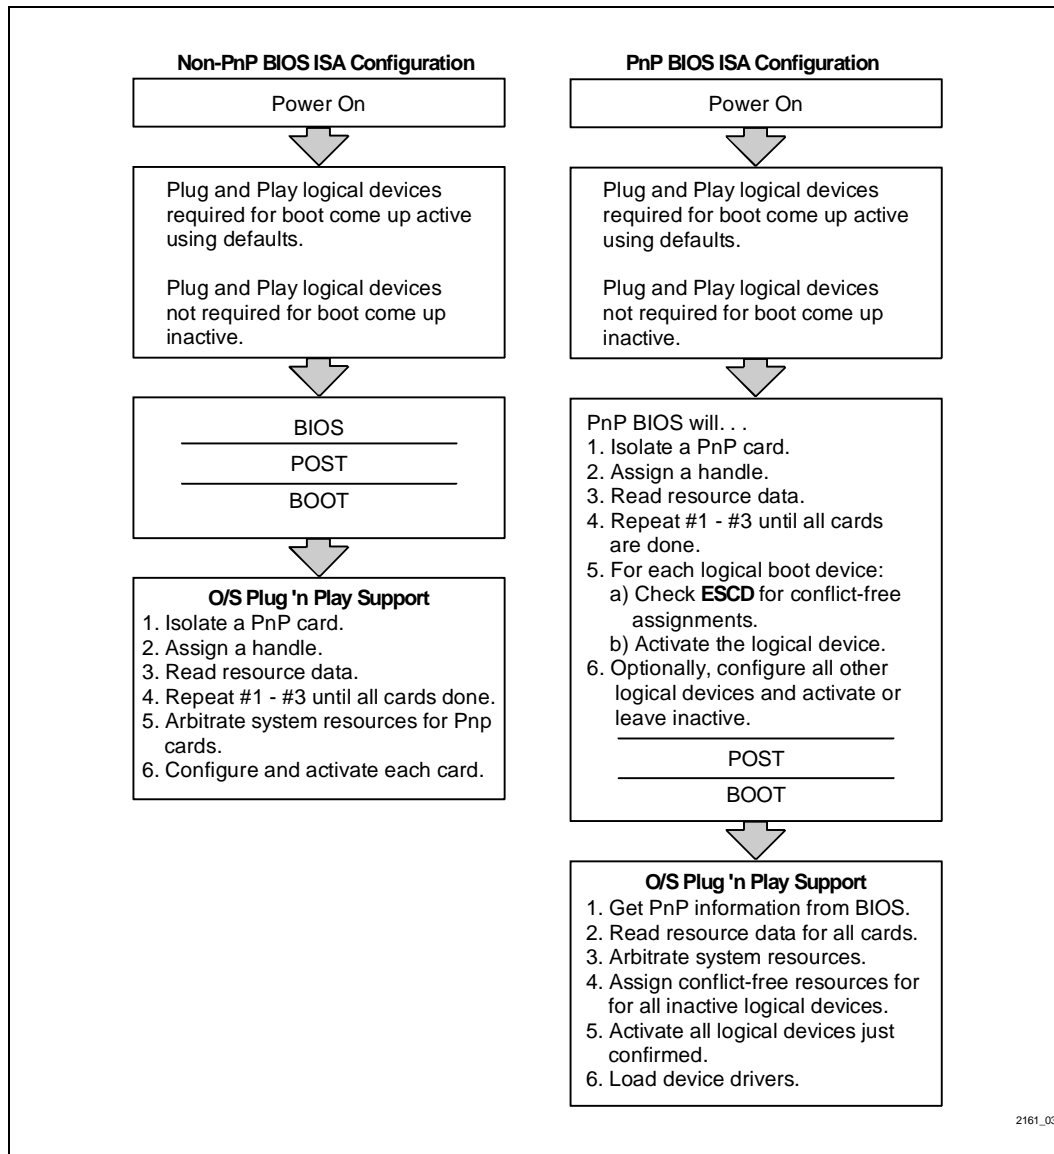 Non-PnP BIOS ISA Configuration
Power On
Plug and Play logical devices
required for boot come up active
using defaults.
Plug and Play logical devices
not required for boot come up
inactive.
BIOS
POST
BOOT
O/S Plug 'n Play Support
1. Isolate a PnP card.
2. Assign a handle.
3. Read resource data.
4. Repeat #1 - #3 until all cards done.
5. Arbitrate system resources for Pnp
cards.
6. Configure and activate each card.
PnP BIOS ISA Configuration
Power On
Plug and Play logical devices
required for boot come up active
using defaults.
Plug and Play logical devices
not required for boot come up
inactive.
PnP BIOS will. . .
1. Isolate a PnP card.
2. Assign a handle.
3. Read resource data.
4. Repeat #1 - #3 until all cards
are done.
5. For each logical boot device:
a) Check ESCD for conflict-free
assignments.
b) Activate the logical device.
6. Optionally, configure all other
logical devices and activate or
leave inactive.
POST
BOOT
O/S Plug 'n Play Support
1. Get PnP information from BIOS.
2. Read resource data for all cards.
3. Arbitrate system resources.
4. Assign conflict-free resources for
for all inactive logical devices.
5. Activate all logical devices just
confirmed.
6. Load device drivers.
2161_03